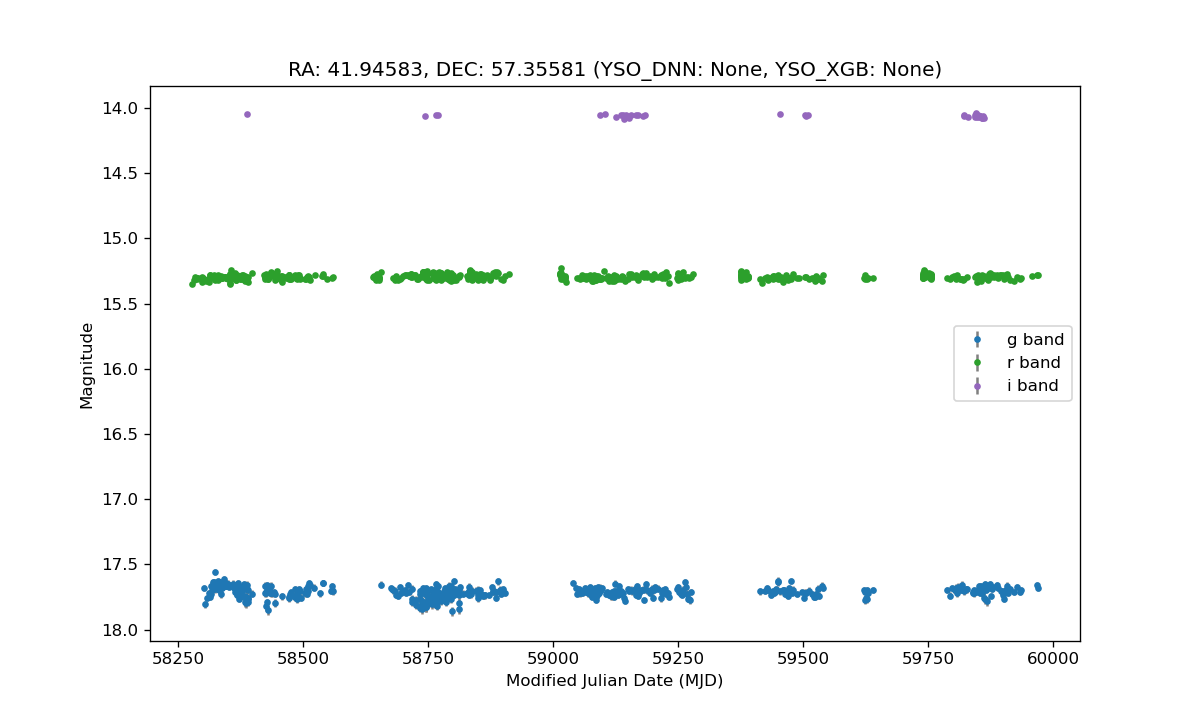 RA: 41.94583, DEC: 57.35581 (YSO_DNN: None, YSO_XGB: None)
14.0
14.5
15.0
15.5
16.0
16.5
17.0
17.5
18.0
Magnitude
g band
r band
i band
58250 58500 58750 59000 59250 59500 59750 60000
Modified Julian Date (MJD)